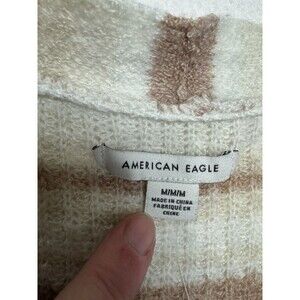 AMERICAN EAGLE
M/M/M
MADE IN CHINA
FABRIQUÉ EN
CHINE